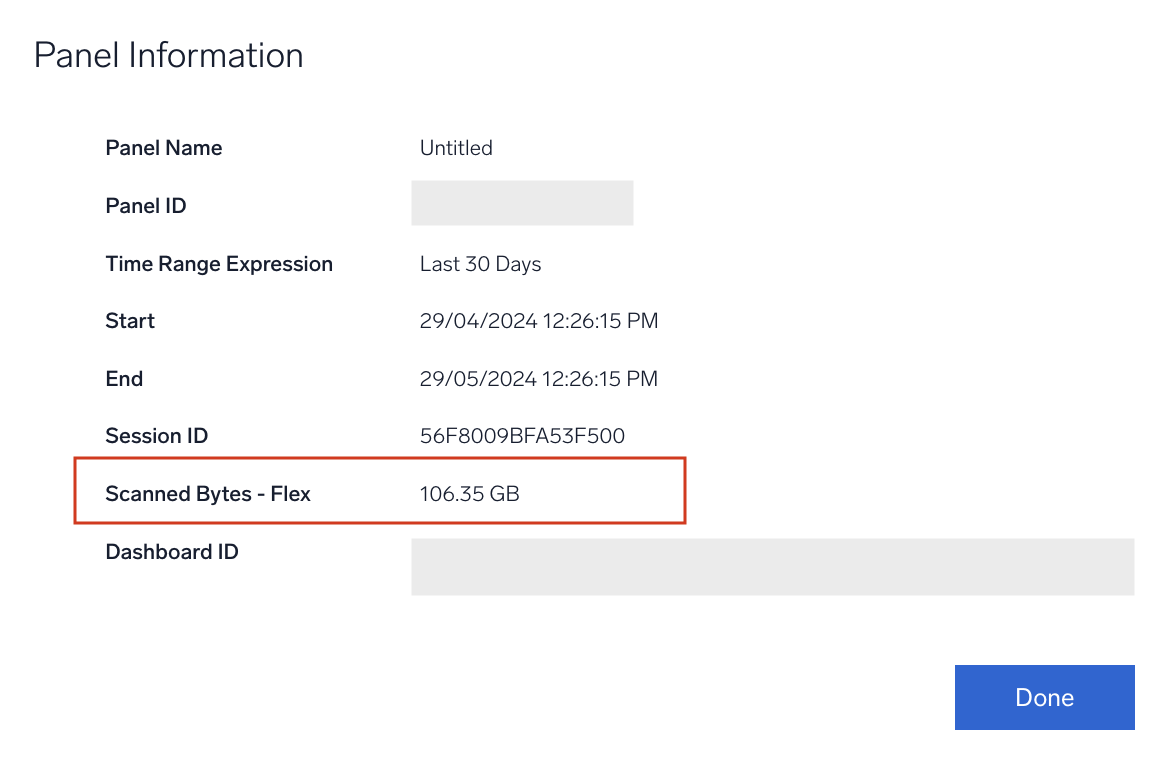 Panel Information
Panel Name Untitled
Panel ID
Time Range Expression Last 30 Days
Start 29/04/2024 12:26:15 PM
End 29/05/2024 12:26:15 PM
Session ID 56F8009BFA53F500
Scanned Bytes - Flex 106.35 GB
Dashboard ID
Done